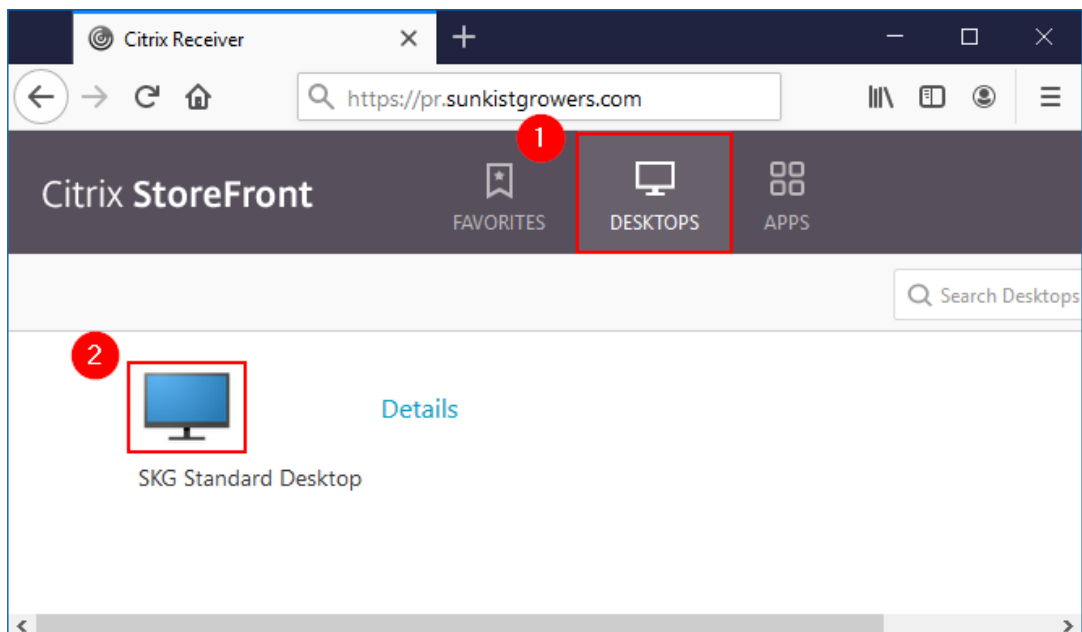 Citrix Receiver
https://pr.sunkistgrowers.com
1
Citrix StoreFront
FAVORITES
DESKTOPS
APPS
Search Desktops
2
Details
SKG Standard Desktop